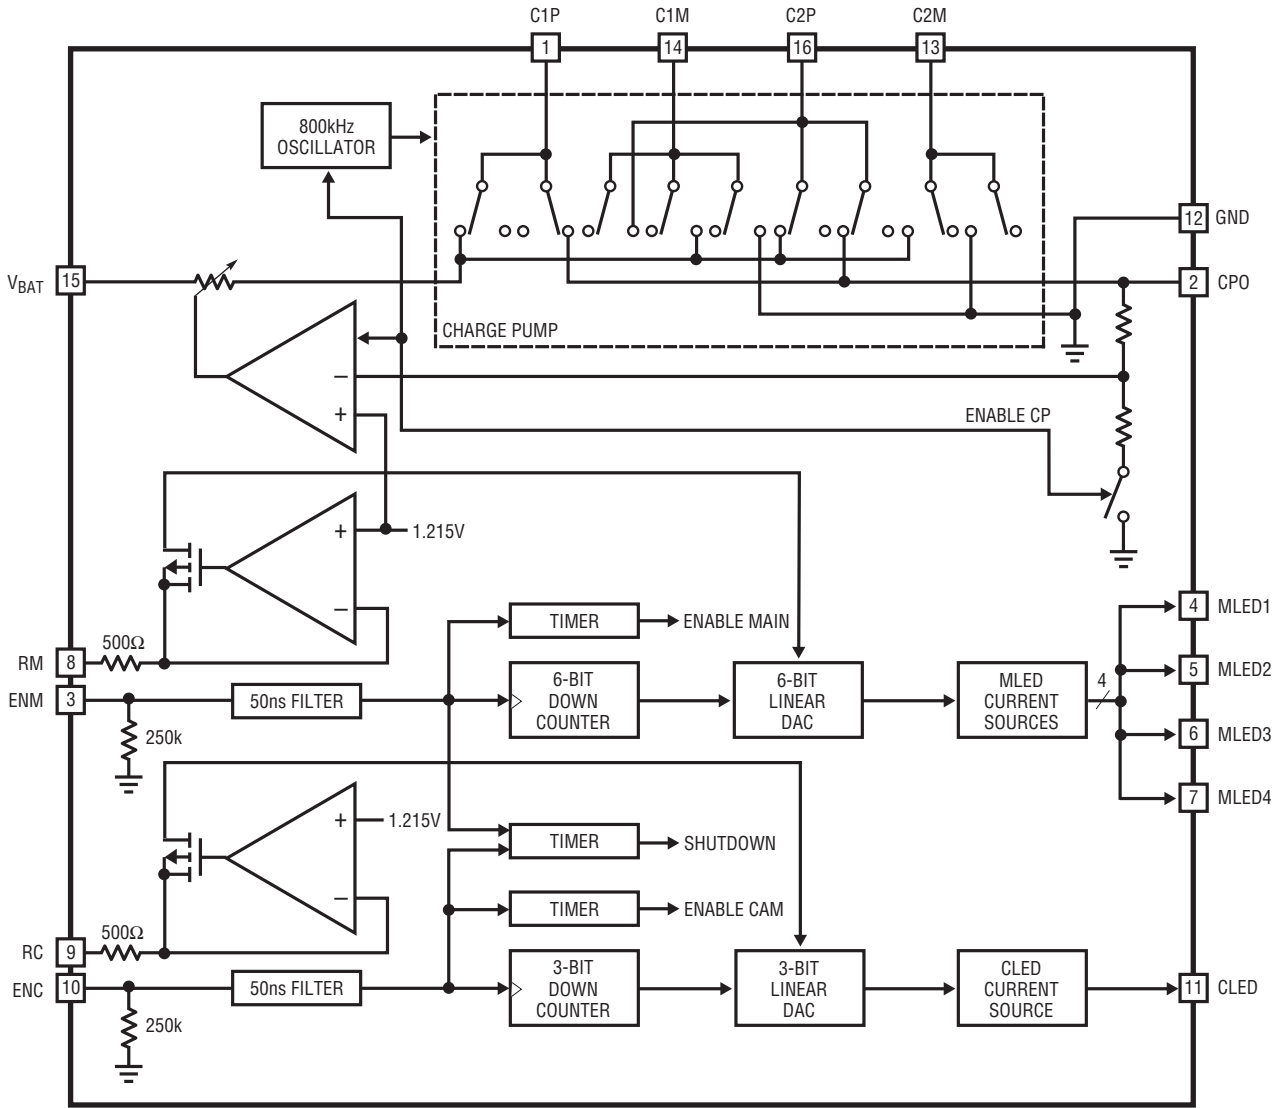 C1P C1M C2P C2M
1 14 16 13
800kHz
OSCILLATOR
12 GND
VBAT 15
2 CPO
CHARGE PUMP
–
+
ENABLE CP
+ 1.215V
–
4 MLED1
500Ω
TIMER ENABLE MAIN
RM 8
5 MLED2
ENM 3
50ns FILTER
6-BIT
DOWN
COUNTER
6-BIT
LINEAR
DAC
MLED
CURRENT
SOURCES
4
250k
6 MLED3
7 MLED4
+ 1.215V
–
TIMER SHUTDOWN
TIMER ENABLE CAM
500Ω
RC 9
ENC 10
50ns FILTER
3-BIT
DOWN
COUNTER
3-BIT
LINEAR
DAC
CLED
CURRENT
SOURCE
11 CLED
250k